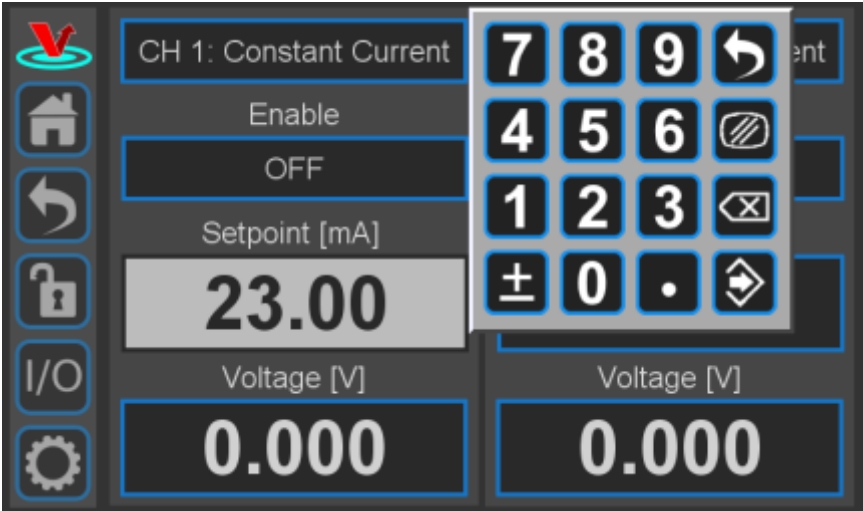 CH 1: Constant Current
Enable
OFF
Setpoint [mA]
23.00
Voltage [V]
0.000
7 8 9
4 5 6
1 2 3
± 0 .
ent
Voltage [V]
0.000
I/O